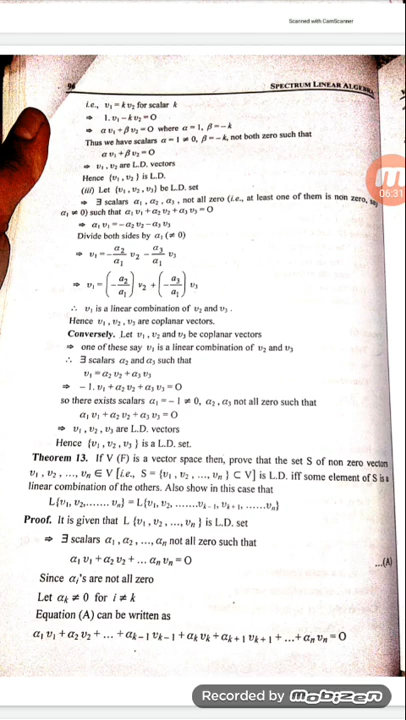 Scanned with CamScanner
96 SPECTRUM LINEAR ALGEBRA
i.e., v₁ = k v₂ for scalar k
⇒ 1. v₁ – k v₂ = O
⇒ α v₁ + β v₂ = O where α = 1, β = – k
Thus we have scalars α = 1 ≠ 0, β = – k, not both zero such that
α v₁ + β v₂ = O
⇒ v₁ , v₂ are L.D. vectors
Hence {v₁ , v₂ } is L.D.
(iii) Let {v₁ , v₂ , v₃ } be L.D. set
⇒ ∃ scalars α₁ , α₂ , α₃ , not all zero (i.e., at least one of them is non zero, say
α₁ ≠ 0) such that α₁ v₁ + α₂ v₂ + α₃ v₃ = O
⇒ α₁ v₁ = – α₂ v₂ – α₃ v₃
Divide both sides by α₁ (≠ 0)
⇒ v₁ = – α₂/α₁ v₂ – α₃/α₁ v₃
⇒ v₁ = (– α₂/α₁) v₂ + (– α₃/α₁) v₃
∴ v₁ is a linear combination of v₂ and v₃ .
Hence v₁ , v₂ , v₃ are coplanar vectors.
Conversely. Let v₁ , v₂ and v₃ be coplanar vectors
⇒ one of these say v₁ is a linear combination of v₂ and v₃
∴ ∃ scalars α₂ and α₃ such that
v₁ = α₂ v₂ + α₃ v₃
⇒ – 1. v₁ + α₂ v₂ + α₃ v₃ = O
so there exists scalars α₁ = – 1 ≠ 0, α₂ , α₃ not all zero such that
α₁ v₁ + α₂ v₂ + α₃ v₃ = O
⇒ v₁ , v₂ , v₃ are L.D. vectors
Hence {v₁ , v₂ , v₃ } is a L.D. set.
Theorem 13. If V (F) is a vector space then, prove that the set S of non zero vectors
v₁ , v₂ , ..., vₙ ∈ V [i.e., S = {v₁ , v₂ , ..., vₙ } ⊂ V] is L.D. iff some element of S is a
linear combination of the others. Also show in this case that
L{v₁, v₂,....... vₙ} = L{v₁, v₂, .......vₖ₋₁, vₖ₊₁, ......vₙ}
Proof. It is given that L {v₁ , v₂ , ..., vₙ } is L.D. set
⇒ ∃ scalars α₁ , α₂ , ..., αₙ not all zero such that
α₁ v₁ + α₂ v₂ + ... αₙ vₙ = O ...(A)
Since αᵢ's are not all zero
Let αₖ ≠ 0 for i ≠ k
Equation (A) can be written as
α₁ v₁ + α₂ v₂ + ... + αₖ₋₁ vₖ₋₁ + αₖ vₖ + αₖ₊₁ vₖ₊₁ + ... + αₙ vₙ = O
06:31
Recorded by mobizen